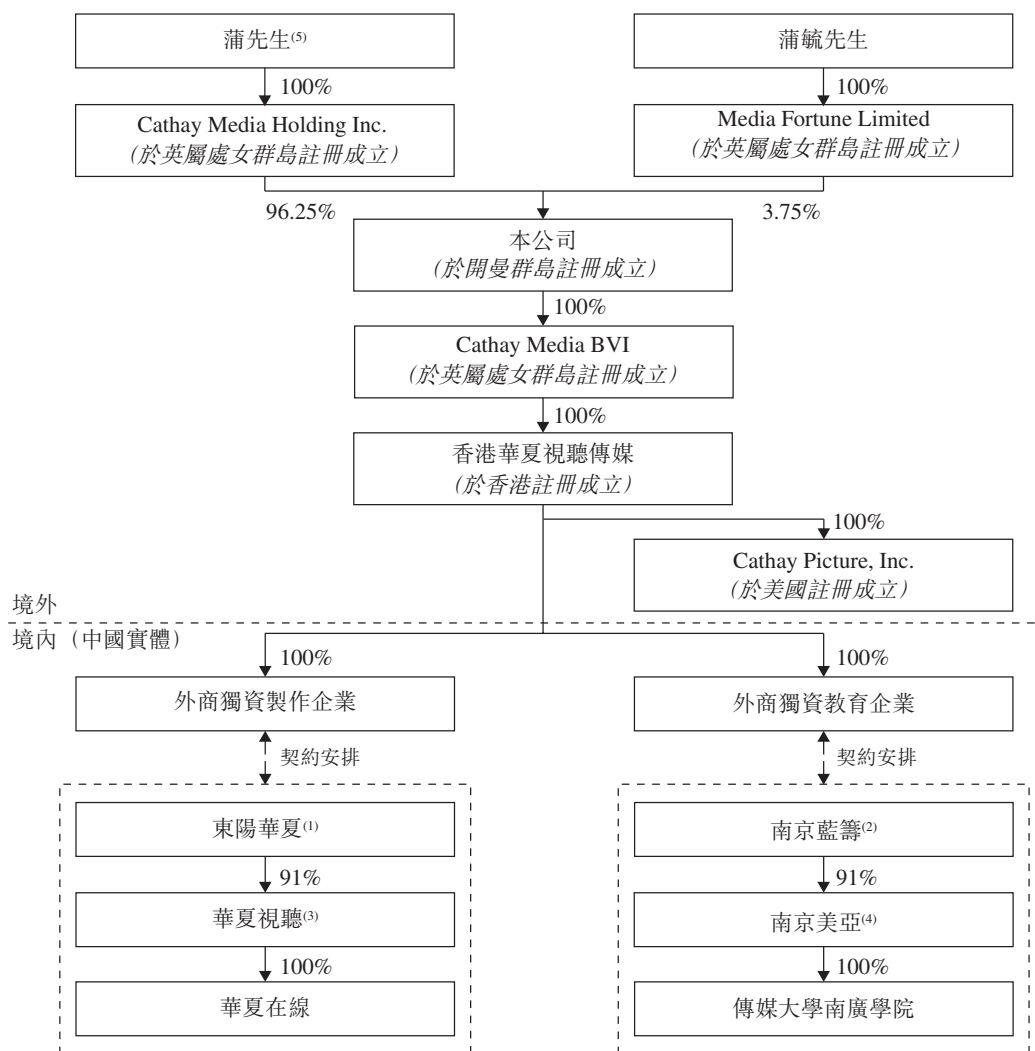 蒲先生(5)
蒲毓先生
100%
100%
Cathay Media Holding Inc.
（於英屬處女群島註冊成立）
Media Fortune Limited
（於英屬處女群島註冊成立）
96.25%
3.75%
本公司
（於開曼群島註冊成立）
100%
Cathay Media BVI
（於英屬處女群島註冊成立）
100%
香港華夏視聽傳媒
（於香港註冊成立）
100%
Cathay Picture, Inc.
（於美國註冊成立）
境外
境內（中國實體）
100%
100%
外商獨資製作企業
外商獨資教育企業
契約安排
契約安排
東陽華夏(1)
南京藍籌(2)
91%
91%
華夏視聽(3)
南京美亞(4)
100%
100%
華夏在線
傳媒大學南廣學院